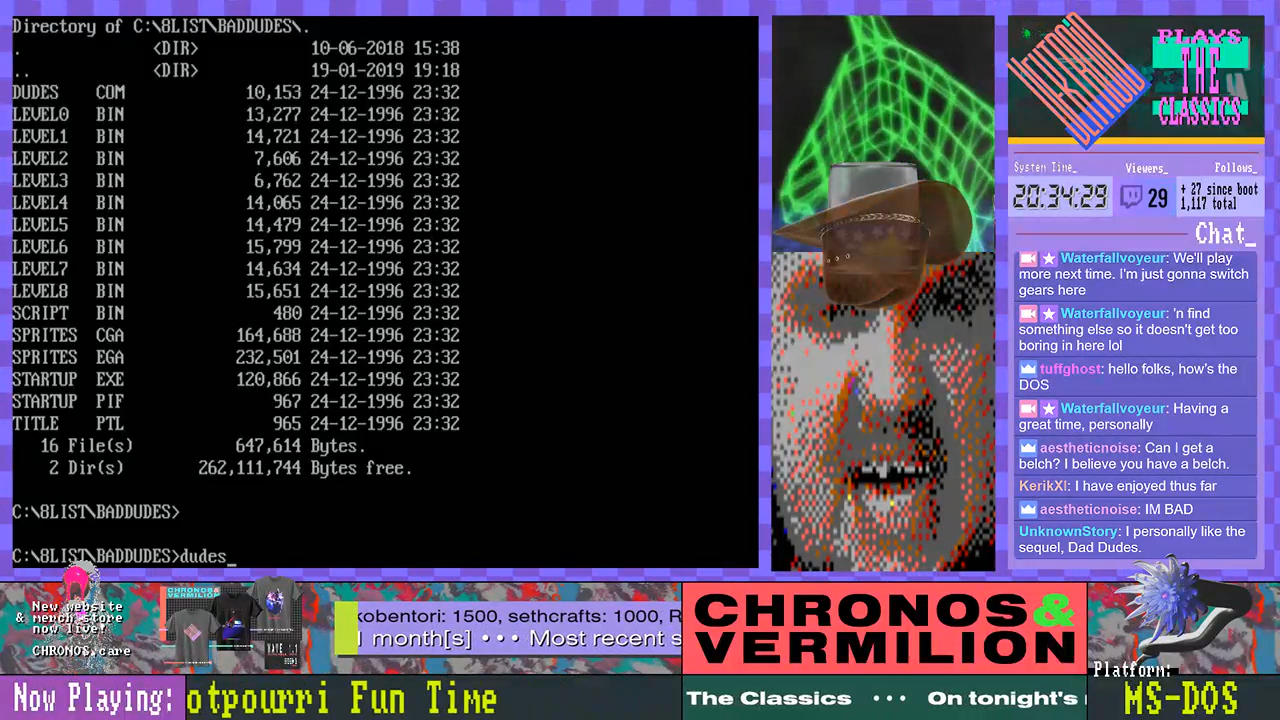 Directory of C:\8LIST\BADDUDES\.
. <DIR> 10-06-2018 15:38
.. <DIR> 19-01-2019 19:18
DUDES COM 10,153 24-12-1996 23:32
LEVEL0 BIN 13,277 24-12-1996 23:32
LEVEL1 BIN 14,721 24-12-1996 23:32
LEVEL2 BIN 7,606 24-12-1996 23:32
LEVEL3 BIN 6,762 24-12-1996 23:32
LEVEL4 BIN 14,065 24-12-1996 23:32
LEVEL5 BIN 14,479 24-12-1996 23:32
LEVEL6 BIN 15,799 24-12-1996 23:32
LEVEL7 BIN 14,634 24-12-1996 23:32
LEVEL8 BIN 15,651 24-12-1996 23:32
SCRIPT BIN 480 24-12-1996 23:32
SPRITES CGA 164,688 24-12-1996 23:32
SPRITES EGA 232,501 24-12-1996 23:32
STARTUP EXE 120,866 24-12-1996 23:32
STARTUP PIF 967 24-12-1996 23:32
TITLE PTL 965 24-12-1996 23:32
16 File(s) 647,614 Bytes.
2 Dir(s) 262,111,744 Bytes free.
C:\8LIST\BADDUDES>
C:\8LIST\BADDUDES>dudes_
PLAYS
THE
CLASSICS
System Time_ Viewers_ Follows_
20:34:29 29 + 27 since boot
1,117 total
Chat_
Waterfallvoyeur: We'll play
more next time. I'm just gonna switch
gears here
Waterfallvoyeur: 'n find
something else so it doesn't get too
boring in here lol
tuffghost: hello folks, how's the
DOS
Waterfallvoyeur: Having a
great time, personally
aestheticnoise: Can I get a
belch? I believe you have a belch.
KerikXI: I have enjoyed thus far
aestheticnoise: IM BAD
UnknownStory: I personally like the
sequel, Dad Dudes.
New website
& merch store
now live!
CHRONOS.care
CHRONOS&
VERMILION
kobentori: 1500, sethcrafts: 1000, R
month[s] ••• Most recent s
CHRONOS&
VERMILION
Platform:
MS-DOS
Now Playing: otpourri Fun Time
The Classics ••• On tonight's